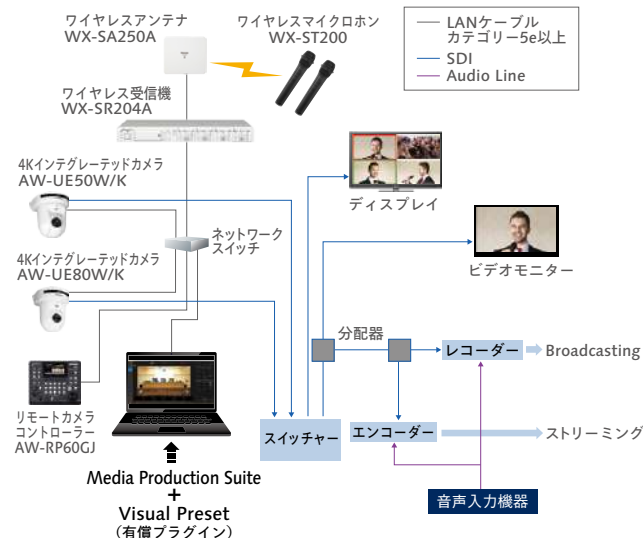 ワイヤレスアンテナ
WX-SA250A
ワイヤレスマイクロホン
WX-ST200
LANケーブル
カテゴリー5e以上
SDI
Audio Line
ワイヤレス受信機
WX-SR204A
4Kインテグレーテッドカメラ
AW-UE50W/K
ディスプレイ
ネットワーク
スイッチ
ビデオモニター
4Kインテグレーテッドカメラ
AW-UE80W/K
分配器
レコーダー
Broadcasting
リモートカメラ
コントローラー
AW-RP60GJ
スイッチャー
エンコーダー
ストリーミング
Media Production Suite
+
Visual Preset
(有償プラグイン)
音声入力機器